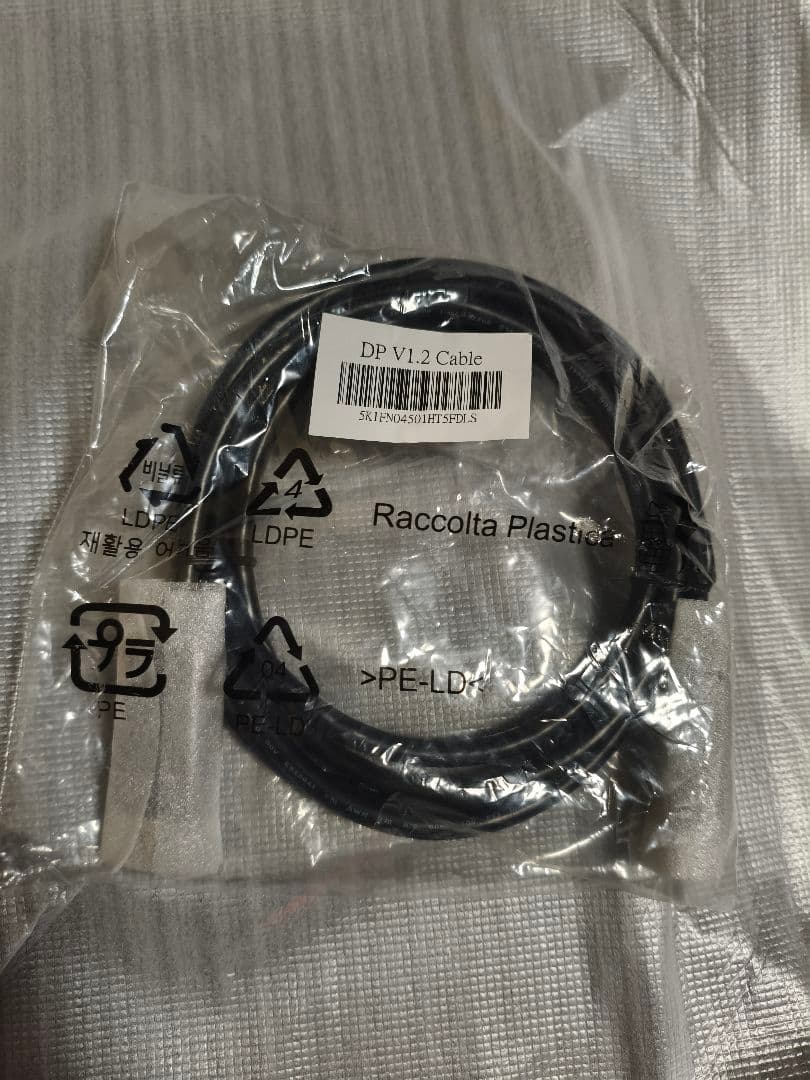 DP V1.2 Cable
5K1FN04501HT5FDLS
비닐류
LDPE
재활용
4
LDPE
Raccolta Plastica
プラ
PE
04
PE-LD
>PE-LD<